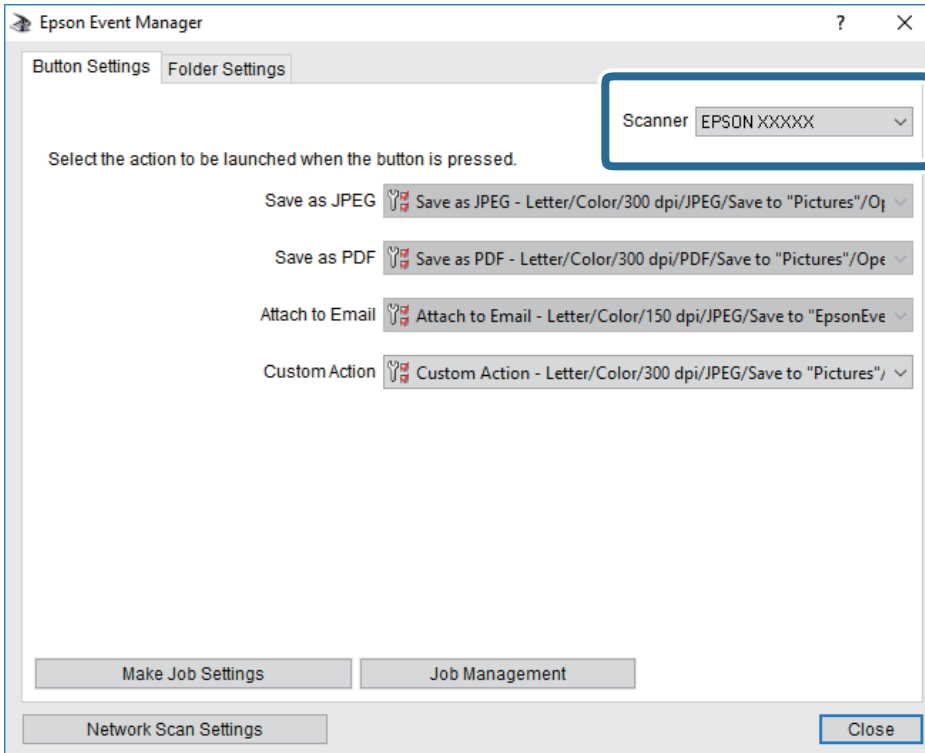 Epson Event Manager
Button Settings Folder Settings
Scanner EPSON XXXXX
Select the action to be launched when the button is pressed.
Save as JPEG Save as JPEG - Letter/Color/300 dpi/JPEG/Save to "Pictures"/Op
Save as PDF Save as PDF - Letter/Color/300 dpi/PDF/Save to "Pictures"/Ope
Attach to Email Attach to Email - Letter/Color/150 dpi/JPEG/Save to "EpsonEve
Custom Action Custom Action - Letter/Color/300 dpi/JPEG/Save to "Pictures"/
Make Job Settings Job Management
Network Scan Settings Close